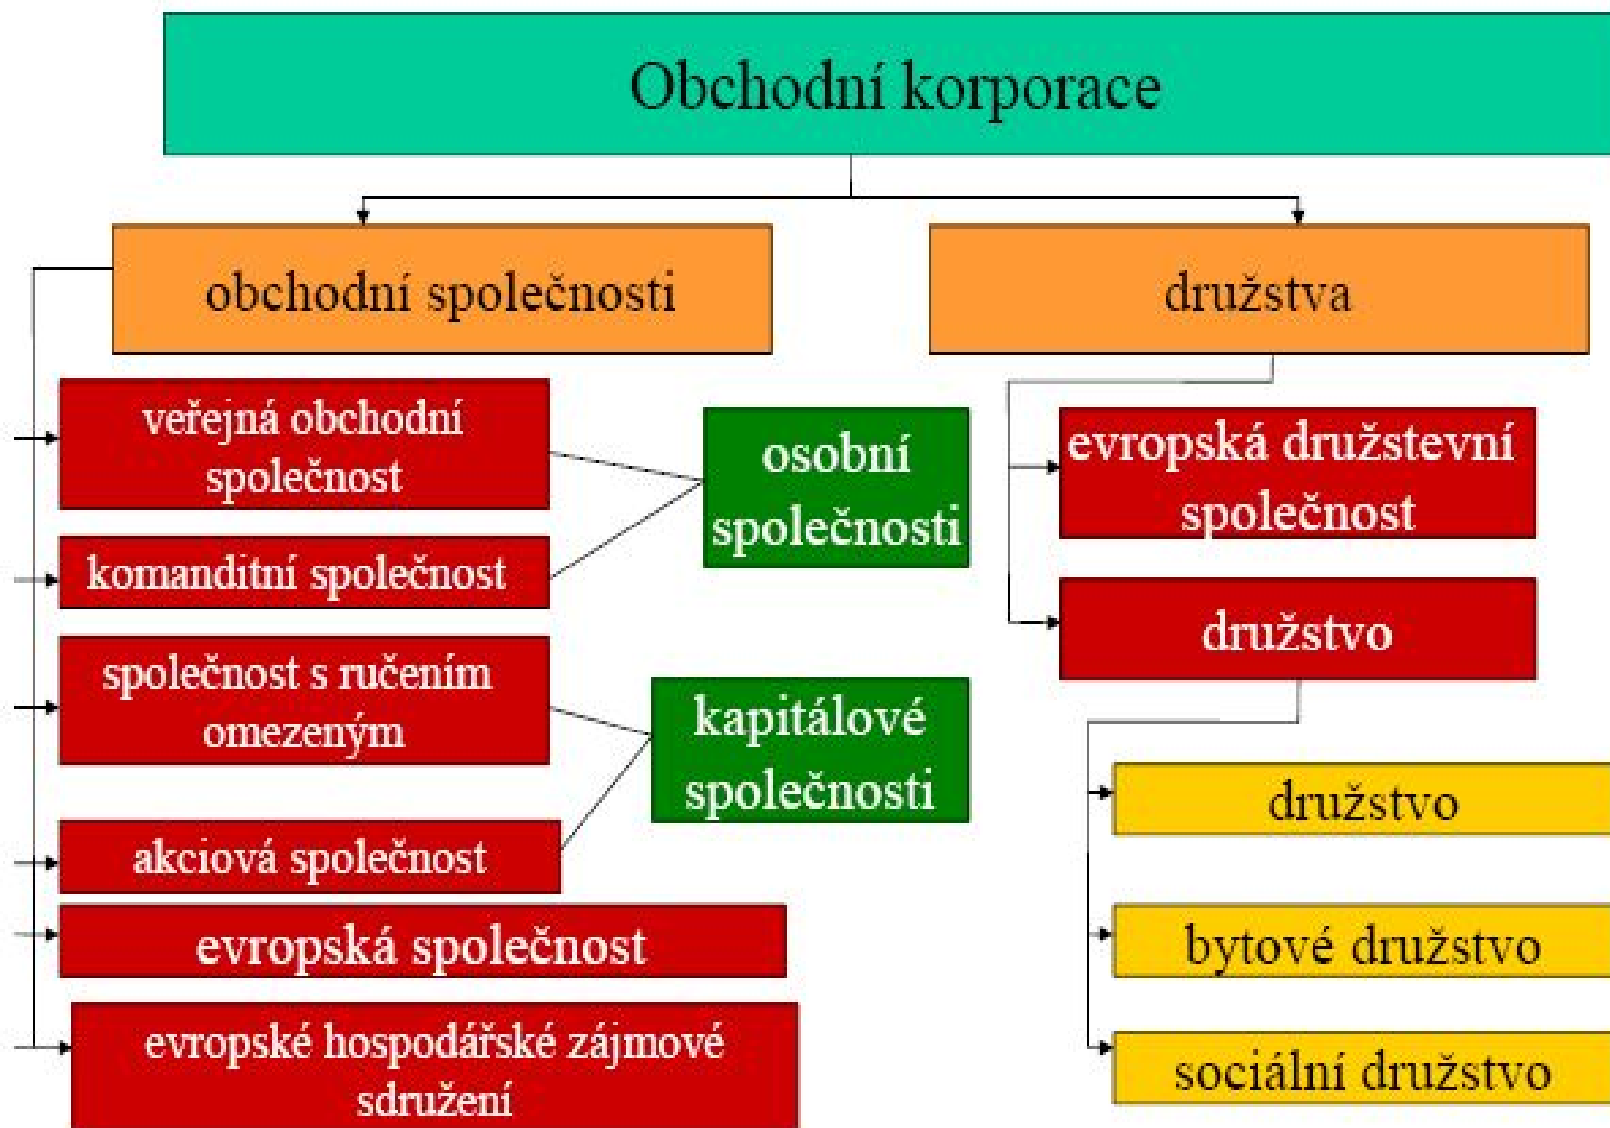 Obchodní korporace
obchodní společnosti
družstva
veřejná obchodní
společnost
komanditní společnost
společnost s ručením
omezeným
akciová společnost
evropská společnost
evropské hospodářské zájmové
sdružení
osobní
společnosti
kapitálové
společnosti
evropská družstevní
společnost
družstvo
družstvo
bytové družstvo
sociální družstvo